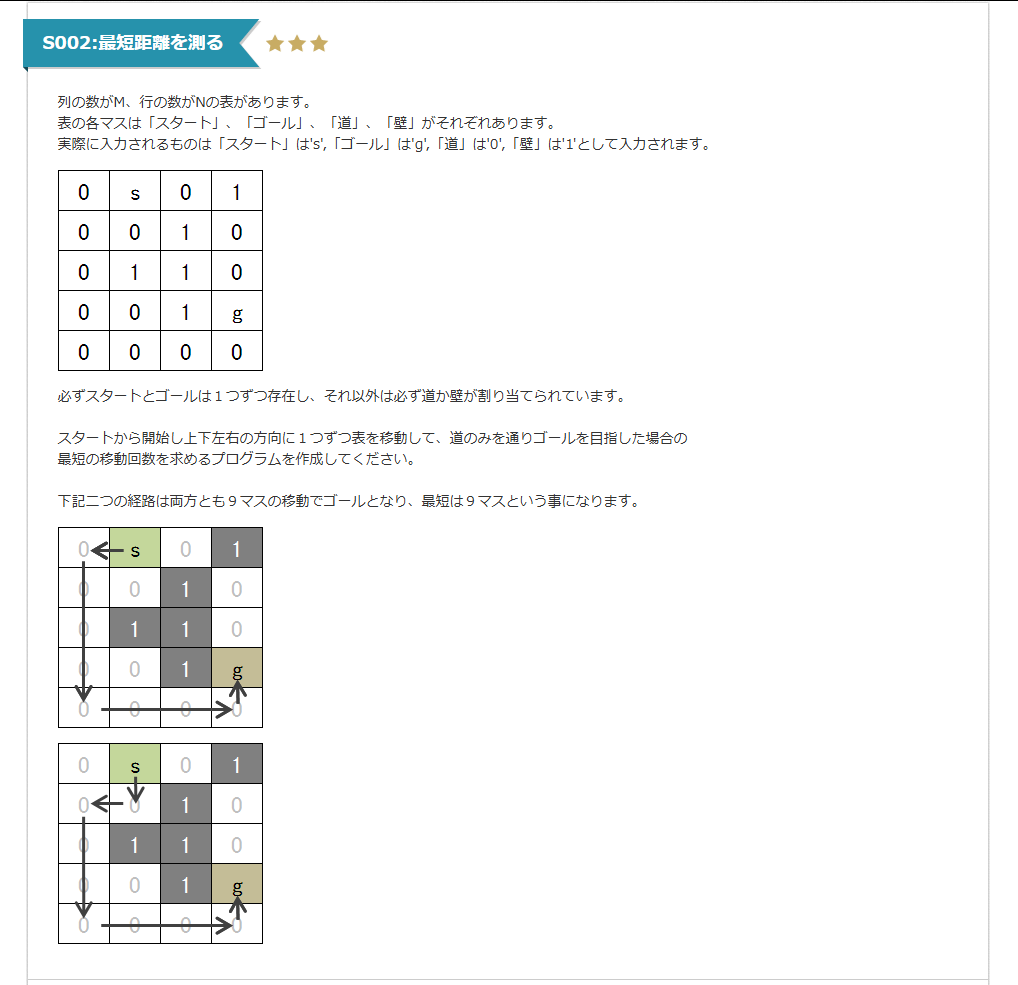 S002:最短距離を測る
列の数がM、行の数がNの表があります。
表の各マスは「スタート」、「ゴール」、「道」、「壁」がそれぞれあります。
実際に入力されるものは「スタート」は's',「ゴール」は'g',「道」は'0',「壁」は'1'として入力されます。
0 s 0 1
0 0 1 0
0 1 1 0
0 0 1 g
0 0 0 0
必ずスタートとゴールは１つずつ存在し、それ以外は必ず道か壁が割り当てられています。
スタートから開始し上下左右の方向に１つずつ表を移動して、道のみを通りゴールを目指した場合の
最短の移動回数を求めるプログラムを作成してください。
下記二つの経路は両方とも９マスの移動でゴールとなり、最短は９マスという事になります。
0 s 0 1
0 0 1 0
0 1 1 0
0 0 1 g
0 0 0 0
0 s 0 1
0 0 1 0
0 1 1 0
0 0 1 g
0 0 0 0